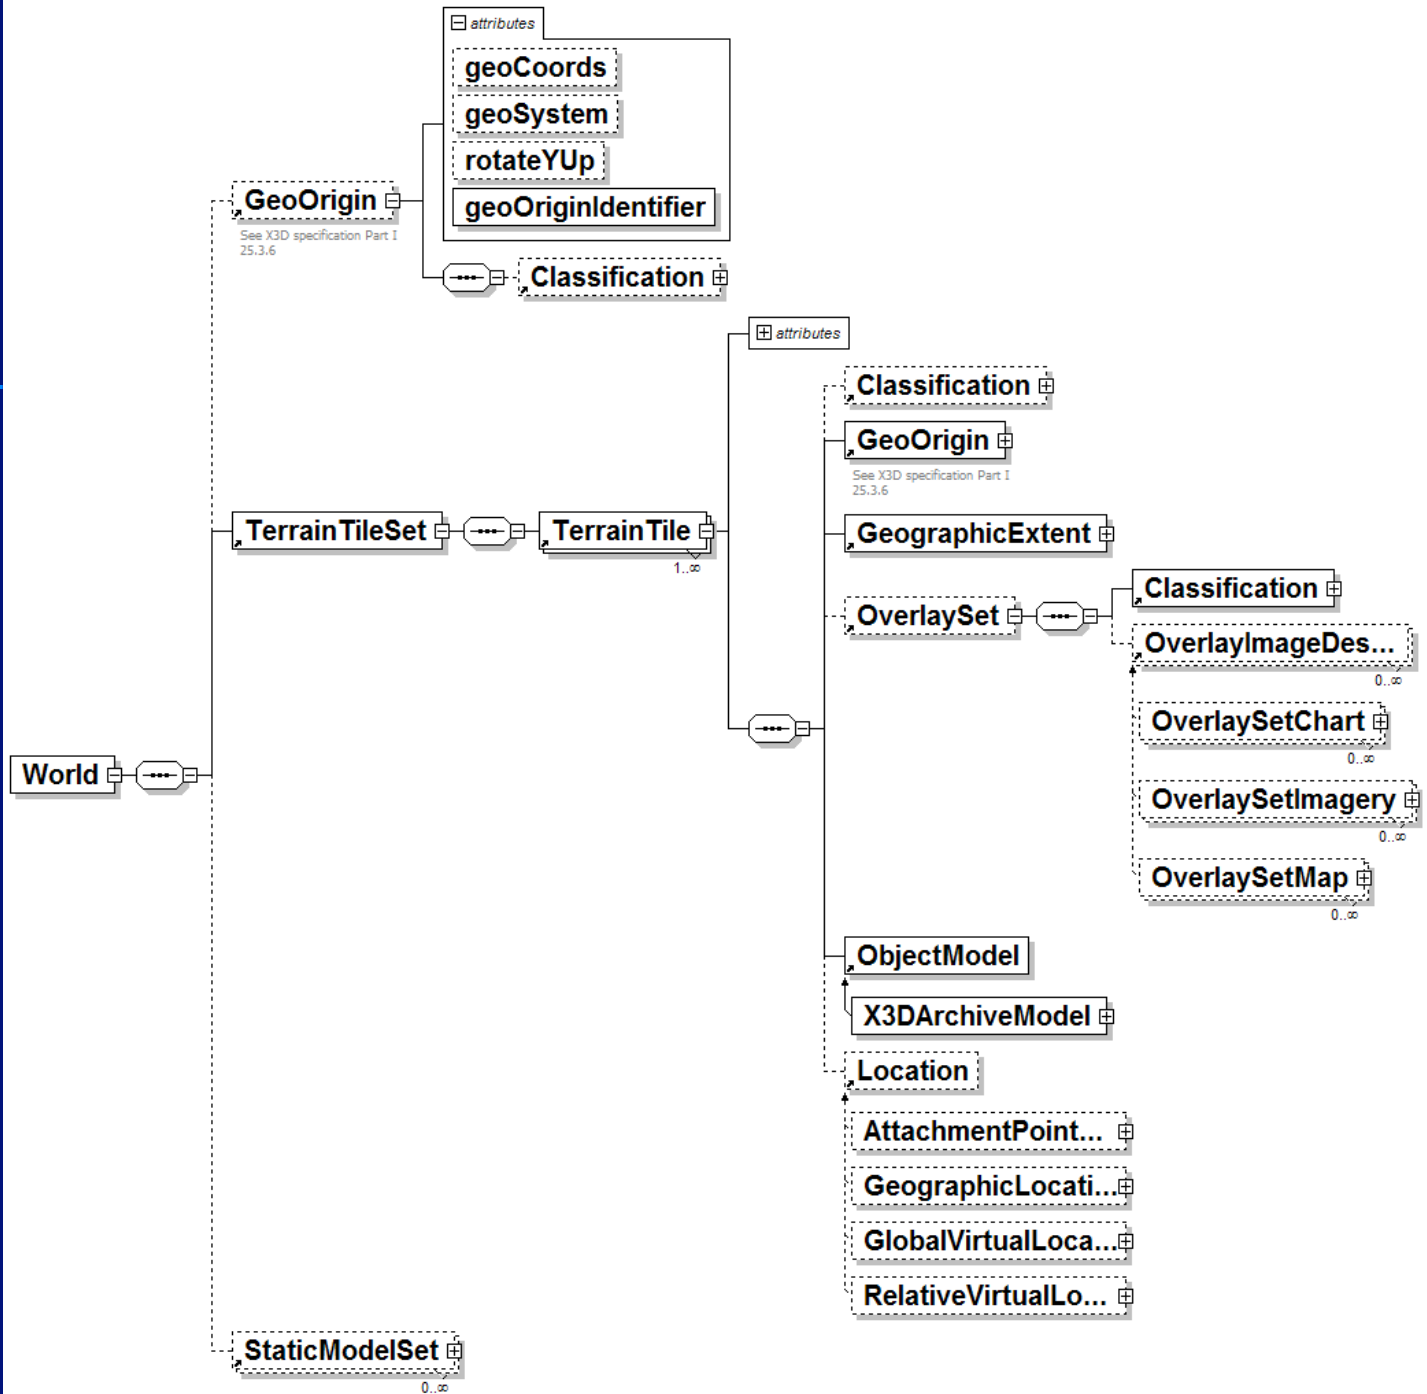 attributes
geoCoords
geoSystem
rotateYUp
geoOriginIdentifier
GeoOrigin
See X3D specification Part I
25.3.6
Classification
attributes
Classification
GeoOrigin
See X3D specification Part I
25.3.6
TerrainTileSet
TerrainTile
1..∞
GeographicExtent
OverlaySet
Classification
OverlayImageDes...
0..∞
OverlaySetChart
0..∞
OverlaySetImagery
0..∞
OverlaySetMap
0..∞
World
ObjectModel
X3DArchiveModel
Location
AttachmentPoint...
GeographicLocati...
GlobalVirtualLoca...
RelativeVirtualLo...
StaticModelSet
0..∞